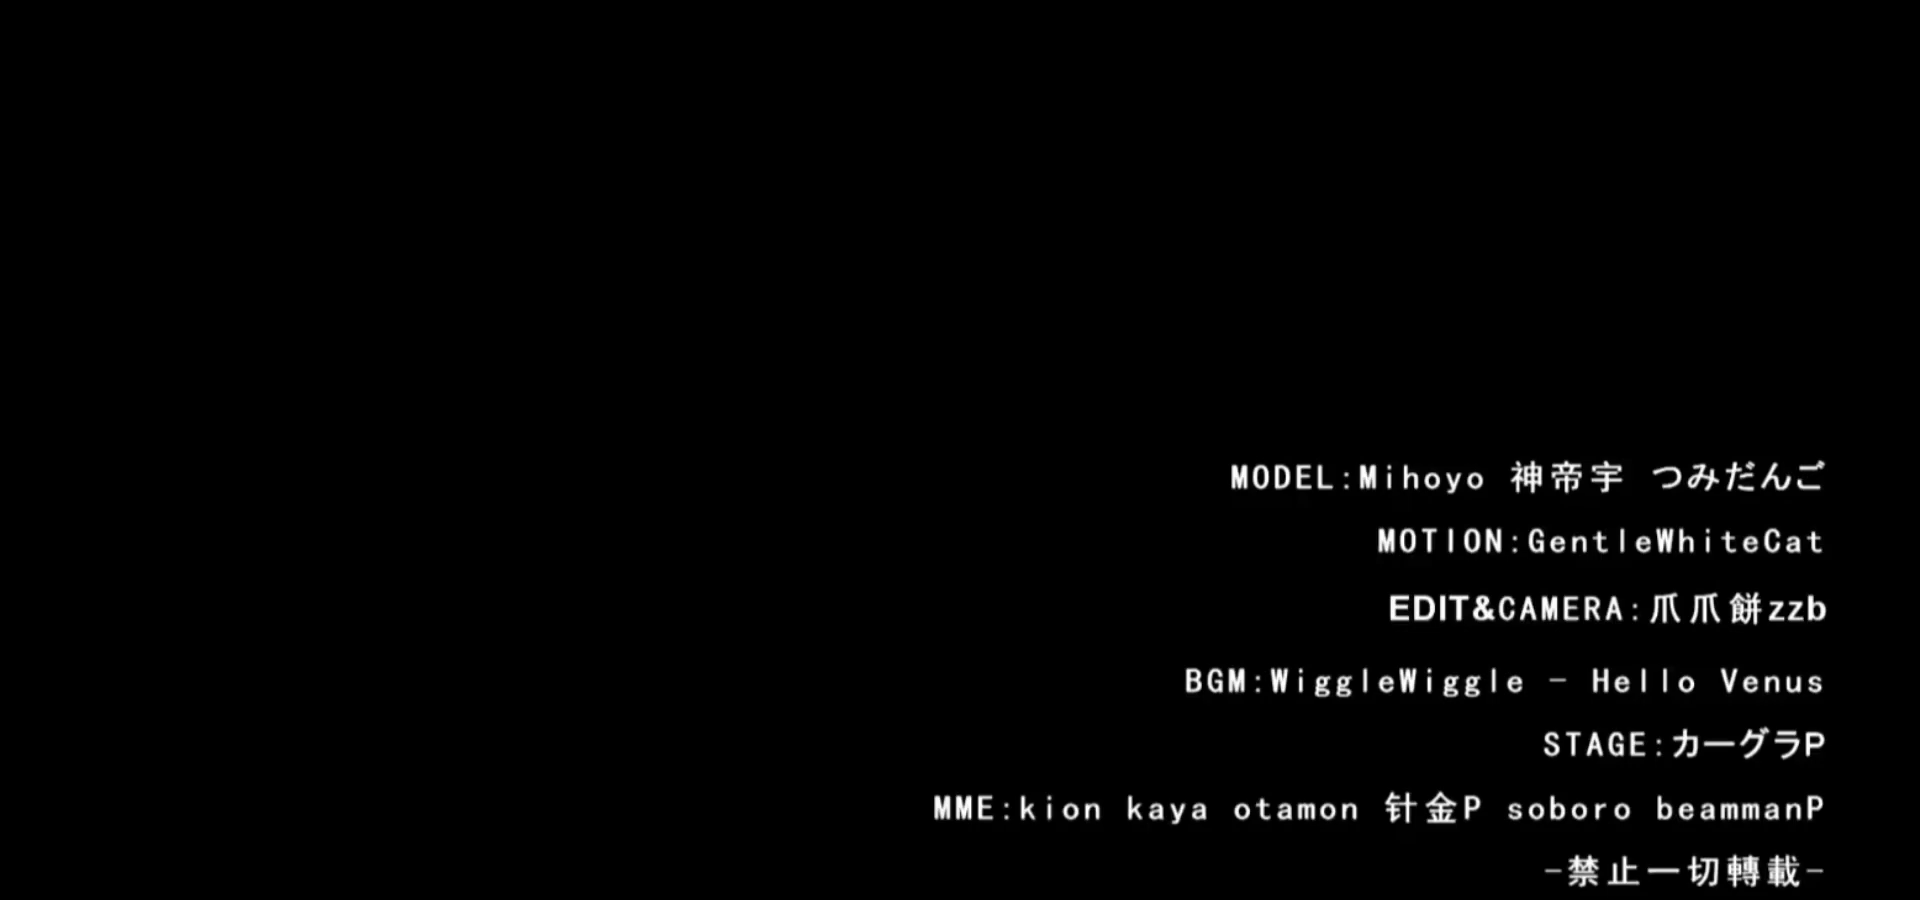 MODEL:Mihoyo 神帝宇 つみだんご
MOTION:GentleWhiteCat
EDIT&CAMERA:爪爪餅zzb
BGM:WiggleWiggle - Hello Venus
STAGE:カーグラP
MME:kion kaya otamon 针金P soboro beammanP
-禁止一切轉載-